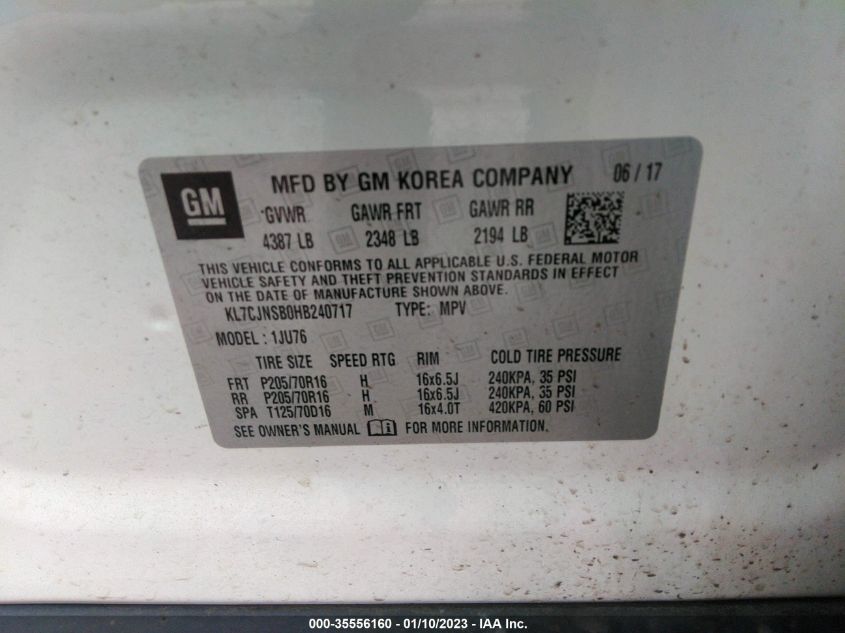 GM MFD BY GM KOREA COMPANY 06 / 17
GVWR GAWR FRT GAWR RR
4387 LB 2348 LB 2194 LB
THIS VEHICLE CONFORMS TO ALL APPLICABLE U.S. FEDERAL MOTOR
VEHICLE SAFETY AND THEFT PREVENTION STANDARDS IN EFFECT
ON THE DATE OF MANUFACTURE SHOWN ABOVE.
KL7CJNSB0HB240717 TYPE: MPV
MODEL : 1JU76
TIRE SIZE SPEED RTG RIM COLD TIRE PRESSURE
FRT P205/70R16 H 16x6.5J 240KPA, 35 PSI
RR P205/70R16 H 16x6.5J 240KPA, 35 PSI
SPA T125/70D16 M 16x4.0T 420KPA, 60 PSI
SEE OWNER'S MANUAL FOR MORE INFORMATION.
000-35556160 - 01/10/2023 - IAA Inc.